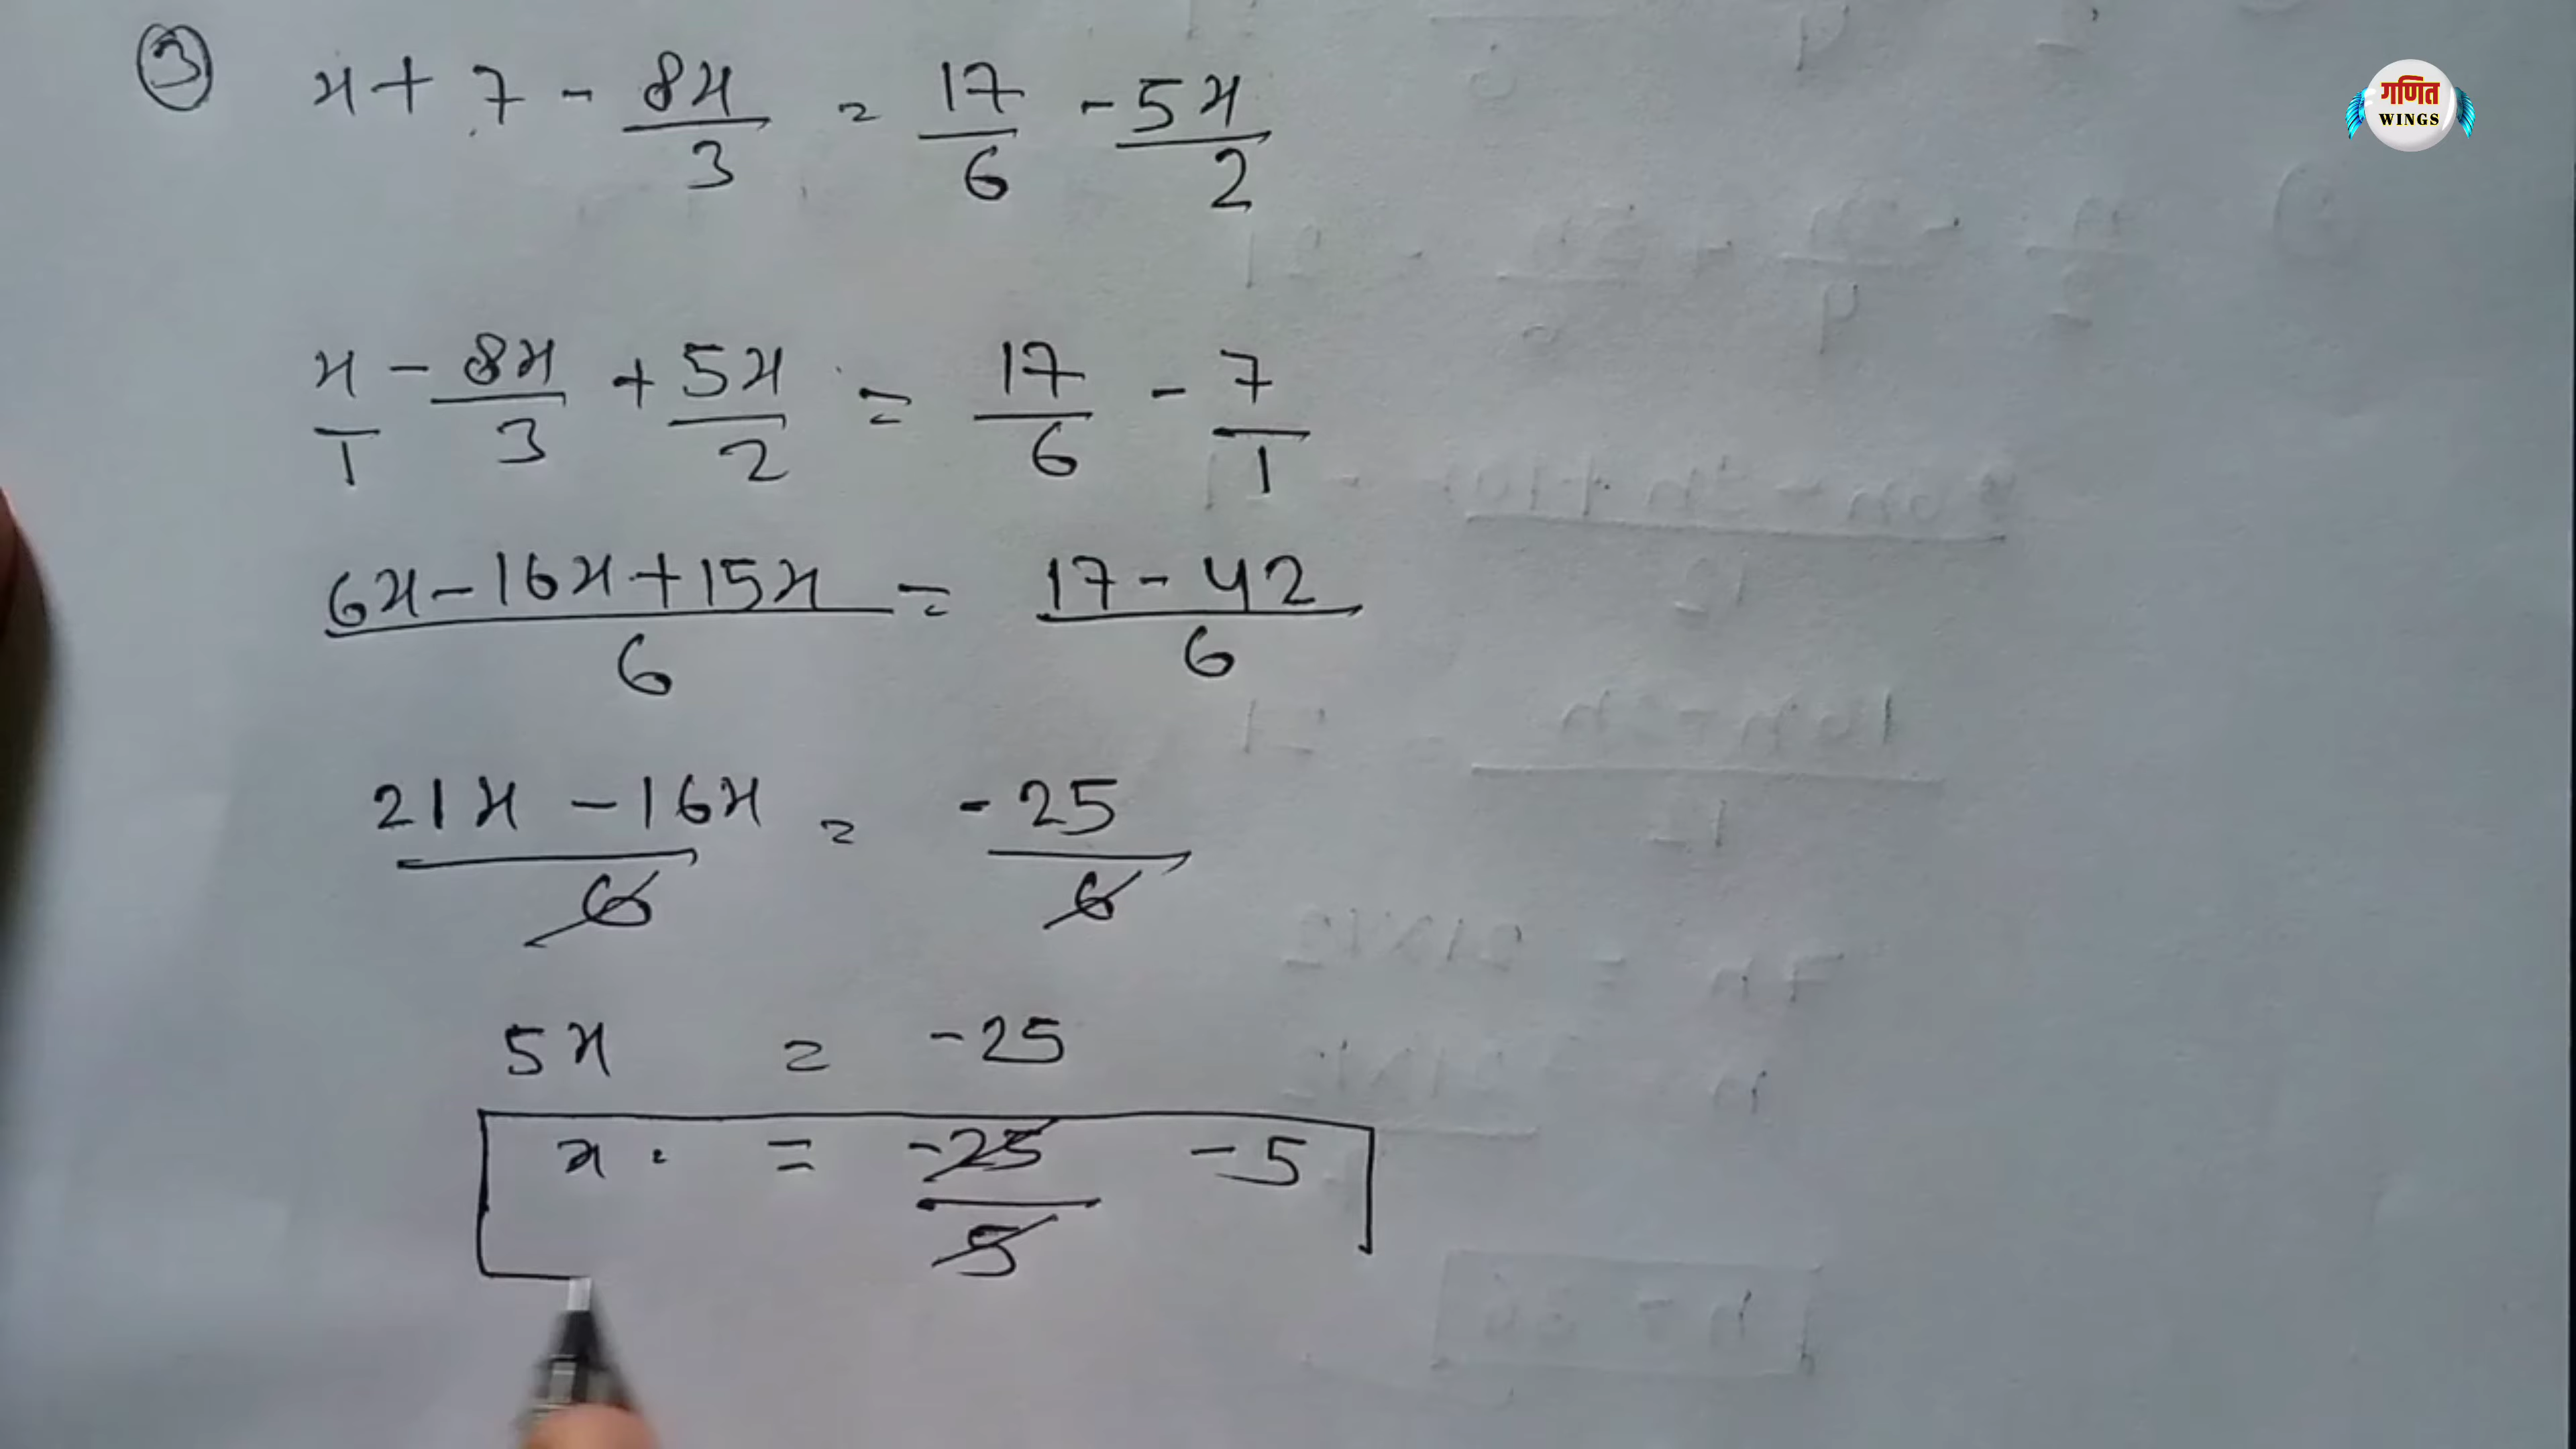 ③ x + 7 - 8x/3 = 17/6 - 5x/2
गणित
WINGS
x/1 - 8x/3 + 5x/2 = 17/6 - 7/1
6x - 16x + 15x/6 = 17 - 42/6
21x - 16x/6 = -25/6
5x = -25
x = -25/5 -5